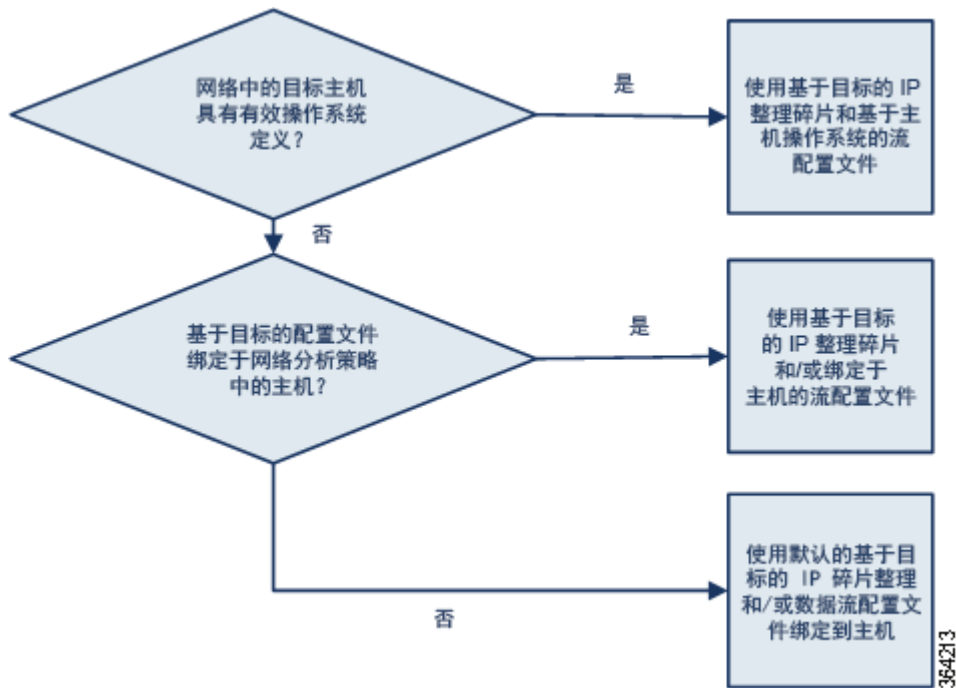 网络中的目标主机
具有有效操作系统
定义？
是
使用基于目标的 IP
整理碎片和基于主
机操作系统的流
配置文件
否
基于目标的配置文件
绑定于网络分析策略
中的主机？
是
使用基于目标
的 IP 整理碎片
和/或绑定于
主机的流配置文件
否
使用默认的基于目
标的 IP 碎片整理
和/或数据流配置文
件绑定到主机
364213